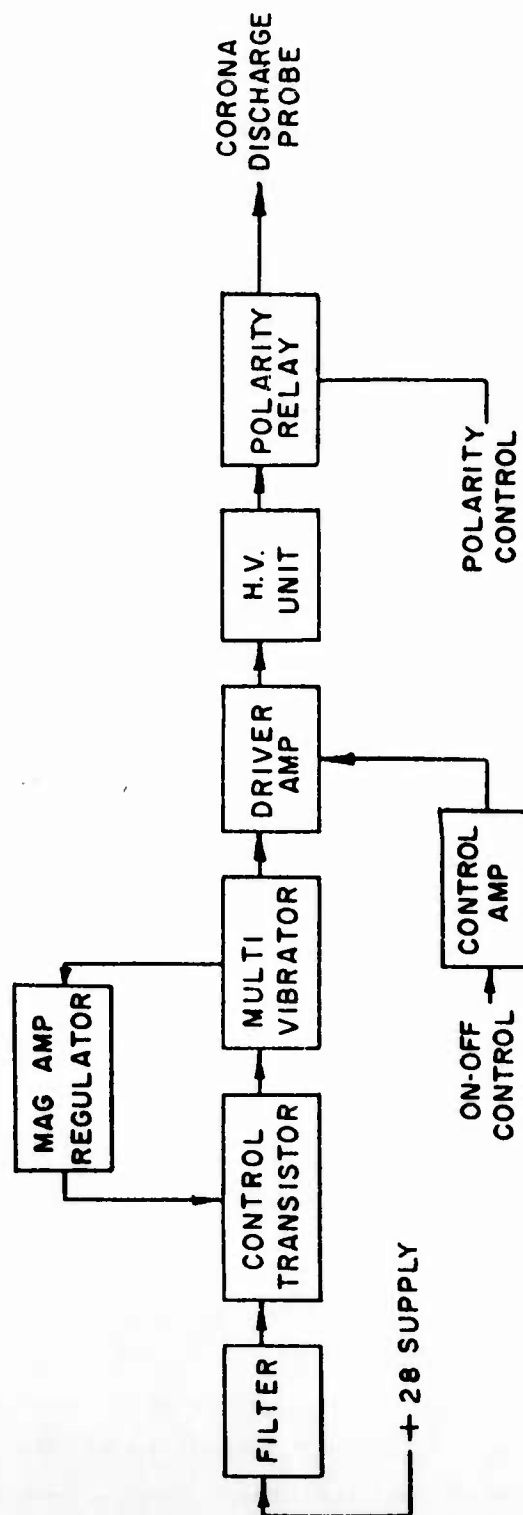 + 28 SUPPLY
FILTER
CONTROL
TRANSISTOR
MAG AMP
REGULATOR
MULTI
VIBRATOR
DRIVER
AMP
ON-OFF
CONTROL
CONTROL
AMP
H.V.
UNIT
POLARITY
RELAY
POLARITY
CONTROL
CORONA
DISCHARGE
PROBE